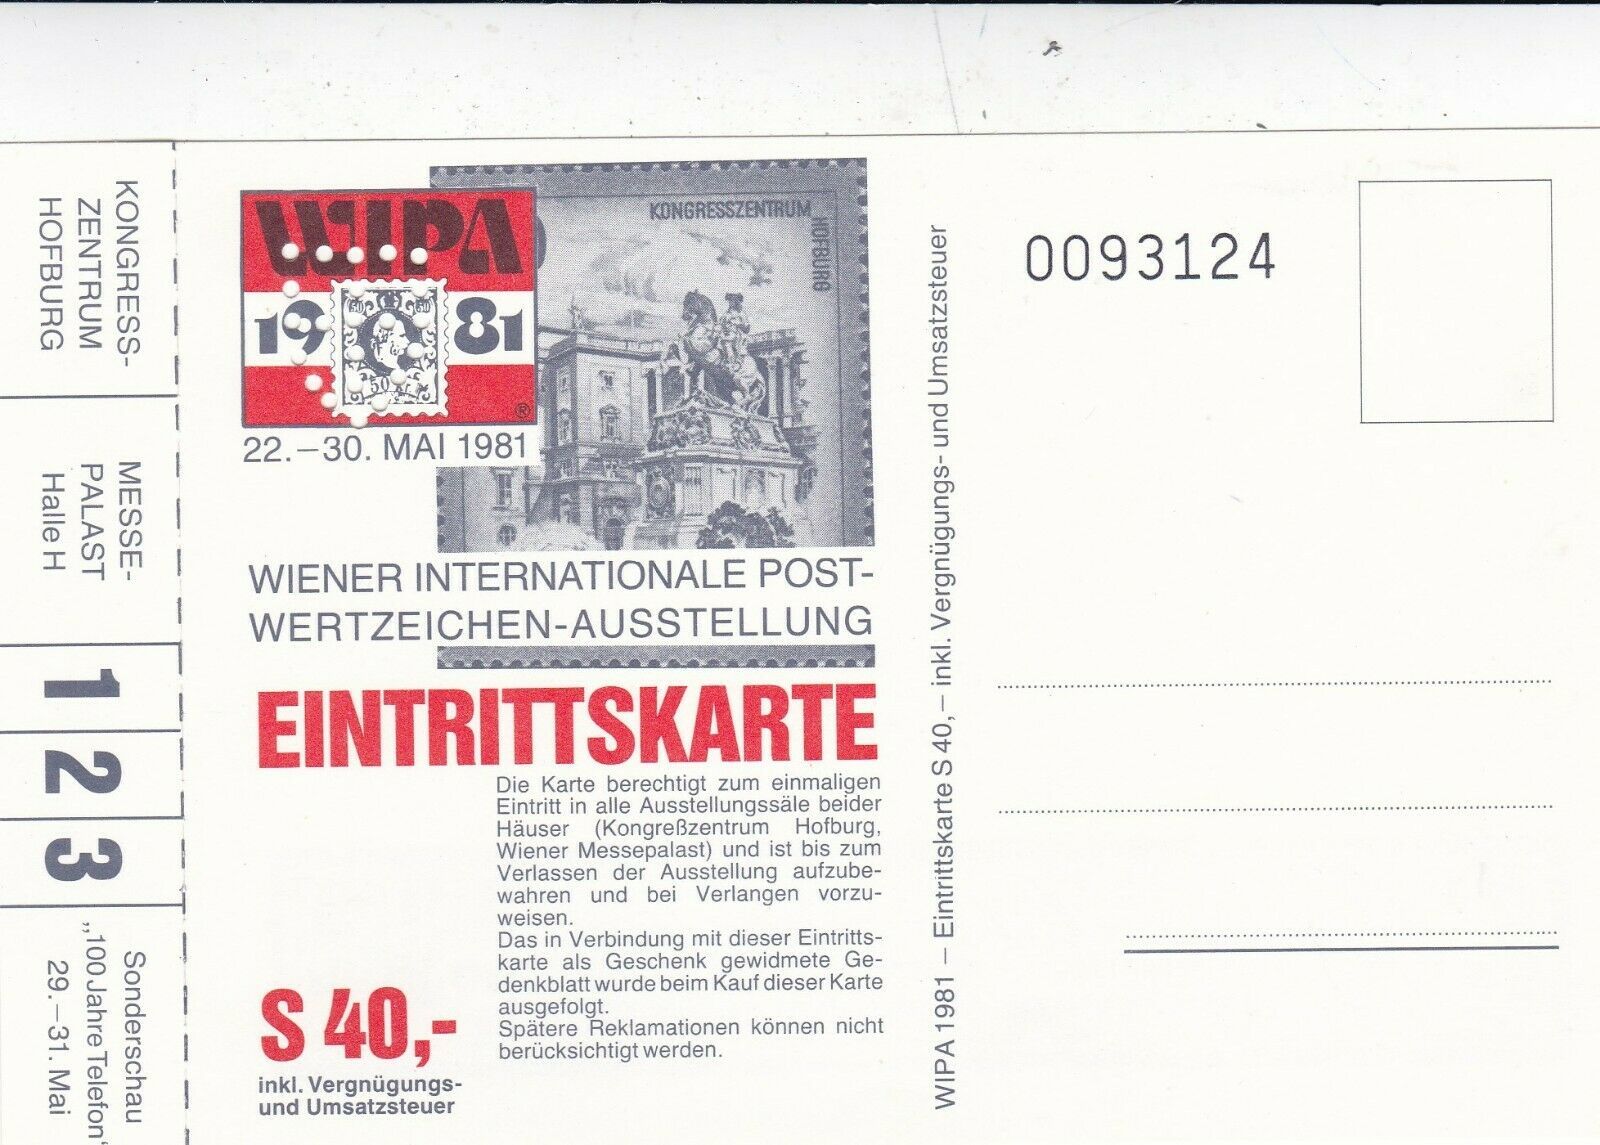 KONGRESS-
ZENTRUM
HOFBURG
MESSE-
PALAST
Halle H
1
2
3
Sonderschau
„100 Jahre Telefon“
29.–31. Mai
WIPA
1981
50
Kr.
®
22.–30. MAI 1981
KONGRESSZENTRUM
HOFBURG
WIENER INTERNATIONALE POST-
WERTZEICHEN-AUSSTELLUNG
EINTRITTSKARTE
Die Karte berechtigt zum einmaligen
Eintritt in alle Ausstellungssäle beider
Häuser (Kongreßzentrum Hofburg,
Wiener Messepalast) und ist bis zum
Verlassen der Ausstellung aufzube-
wahren und bei Verlangen vorzu-
weisen.
Das in Verbindung mit dieser Eintritts-
karte als Geschenk gewidmete Ge-
denkblatt wurde beim Kauf dieser Karte
ausgefolgt.
Spätere Reklamationen können nicht
berücksichtigt werden.
S 40,-
inkl. Vergnügungs-
und Umsatzsteuer
WIPA 1981 – Eintrittskarte S 40,– inkl. Vergnügungs- und Umsatzsteuer
0093124